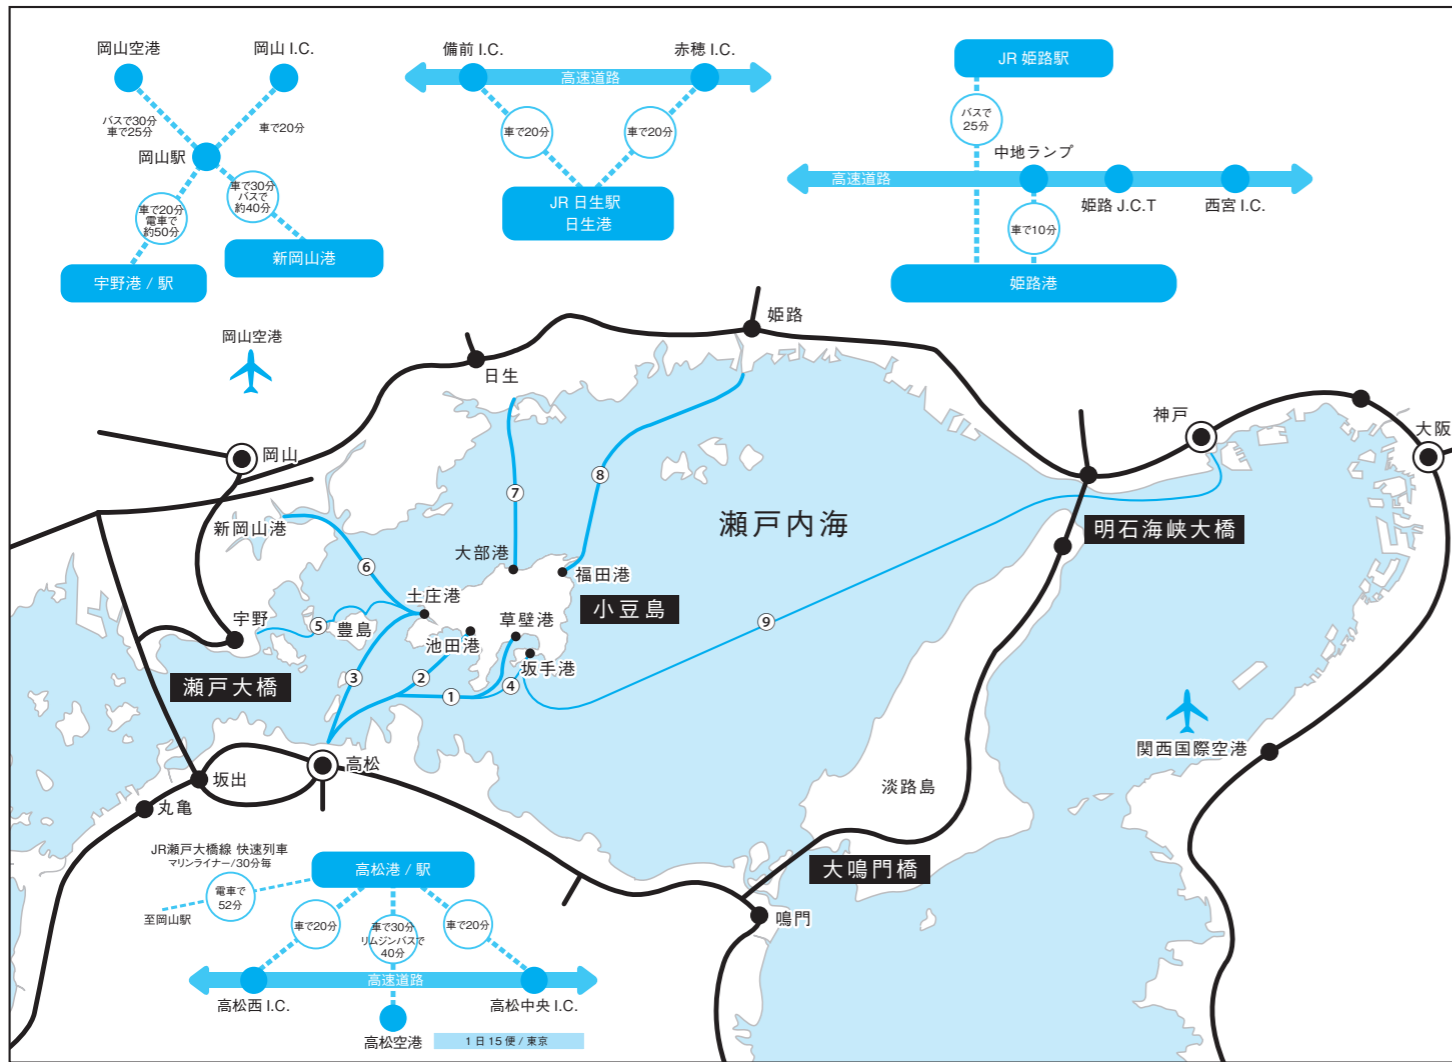 岡山空港
岡山 I.C.
バスで30分
車で25分
車で20分
岡山駅
車で20分
電車で
約50分
車で30分
バスで
約40分
宇野港 / 駅
新岡山港
備前 I.C.
赤穂 I.C.
高速道路
車で20分
車で20分
JR 日生駅
日生港
JR 姫路駅
バスで
25分
中地ランプ
高速道路
姫路 J.C.T
西宮 I.C.
車で10分
姫路港
岡山空港
日生
姫路
岡山
神戸
大阪
新岡山港
瀬戸内海
明石海峡大橋
大部港
福田港
小豆島
土庄港
草壁港
宇野
豊島
池田港
坂手港
瀬戸大橋
①
②
③
④
⑤
⑥
⑦
⑧
⑨
関西国際空港
淡路島
高松
坂出
丸亀
大鳴門橋
鳴門
JR瀬戸大橋線 快速列車
マリンライナー/30分毎
高松港 / 駅
電車で
52分
至岡山駅
車で20分
車で30分
リムジンバスで
40分
車で20分
高速道路
高松西 I.C.
高松中央 I.C.
高松空港
1日15便 / 東京